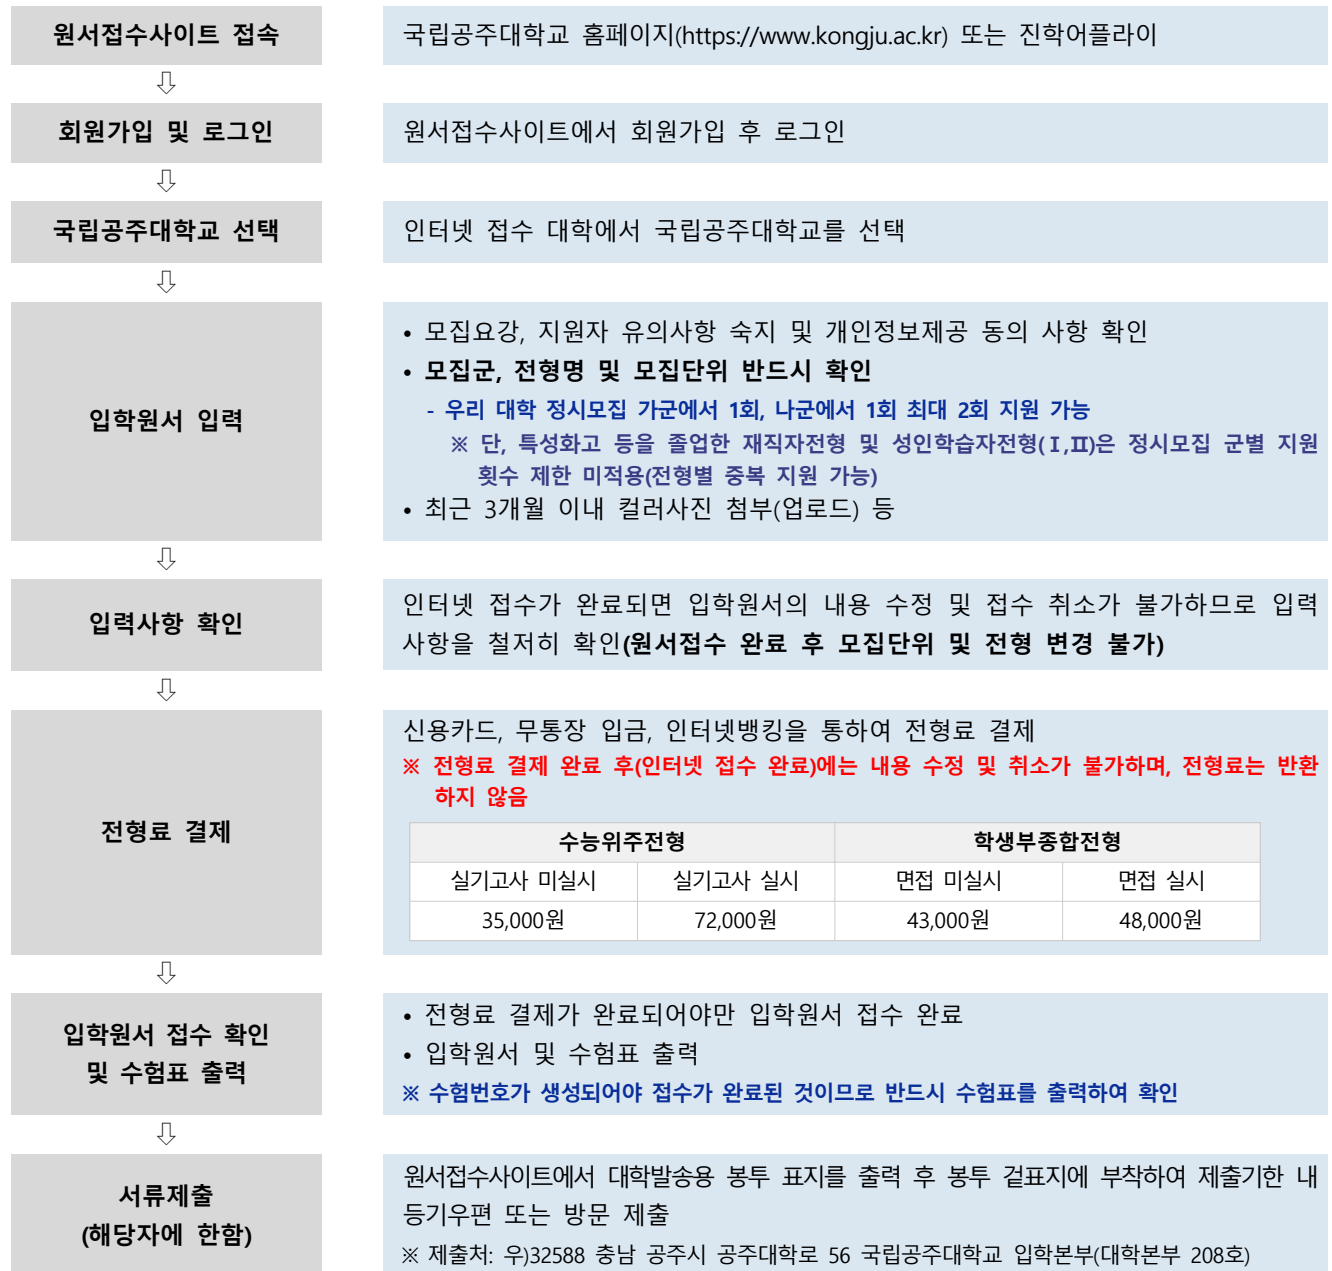 원서접수사이트 접속
국립공주대학교 홈페이지(https://www.kongju.ac.kr) 또는 진학어플라이
⇩
회원가입 및 로그인
원서접수사이트에서 회원가입 후 로그인
⇩
국립공주대학교 선택
인터넷 접수 대학에서 국립공주대학교를 선택
⇩
입학원서 입력
• 모집요강, 지원자 유의사항 숙지 및 개인정보제공 동의 사항 확인
• 모집군, 전형명 및 모집단위 반드시 확인
- 우리 대학 정시모집 가군에서 1회, 나군에서 1회 최대 2회 지원 가능
※ 단, 특성화고 등을 졸업한 재직자전형 및 성인학습자전형(Ⅰ,Ⅱ)은 정시모집 군별 지원
횟수 제한 미적용(전형별 중복 지원 가능)
• 최근 3개월 이내 컬러사진 첨부(업로드) 등
⇩
입력사항 확인
인터넷 접수가 완료되면 입학원서의 내용 수정 및 접수 취소가 불가하므로 입력
사항을 철저히 확인(원서접수 완료 후 모집단위 및 전형 변경 불가)
⇩
전형료 결제
신용카드, 무통장 입금, 인터넷뱅킹을 통하여 전형료 결제
※ 전형료 결제 완료 후(인터넷 접수 완료)에는 내용 수정 및 취소가 불가하며, 전형료는 반환
하지 않음
수능위주전형 학생부종합전형
실기고사 미실시 실기고사 실시 면접 미실시 면접 실시
35,000원 72,000원 43,000원 48,000원
⇩
입학원서 접수 확인
및 수험표 출력
• 전형료 결제가 완료되어야만 입학원서 접수 완료
• 입학원서 및 수험표 출력
※ 수험번호가 생성되어야 접수가 완료된 것이므로 반드시 수험표를 출력하여 확인
⇩
서류제출
(해당자에 한함)
원서접수사이트에서 대학발송용 봉투 표지를 출력 후 봉투 겉표지에 부착하여 제출기한 내
등기우편 또는 방문 제출
※ 제출처: 우)32588 충남 공주시 공주대학로 56 국립공주대학교 입학본부(대학본부 208호)